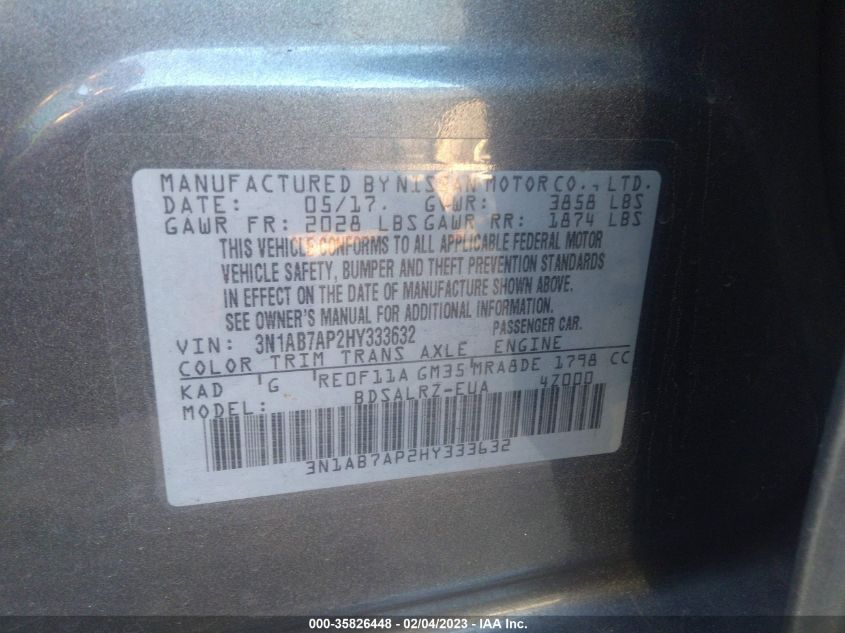 MANUFACTURED BY NISSAN MOTOR CO., LTD.
DATE: 05/17. GVWR: 3858 LBS
GAWR FR: 2028 LBS GAWR RR: 1874 LBS
THIS VEHICLE CONFORMS TO ALL APPLICABLE FEDERAL MOTOR
VEHICLE SAFETY, BUMPER AND THEFT PREVENTION STANDARDS
IN EFFECT ON THE DATE OF MANUFACTURE SHOWN ABOVE.
SEE OWNER'S MANUAL FOR ADDITIONAL INFORMATION.
VIN: 3N1AB7AP2HY333632 PASSENGER CAR.
COLOR TRIM TRANS AXLE ENGINE
KAD G RE0F11A GM35 MRA8DE 1798 CC
MODEL: BDSALRZ-EUA 47000
3N1AB7AP2HY333632
000-35826448 - 02/04/2023 - IAA Inc.